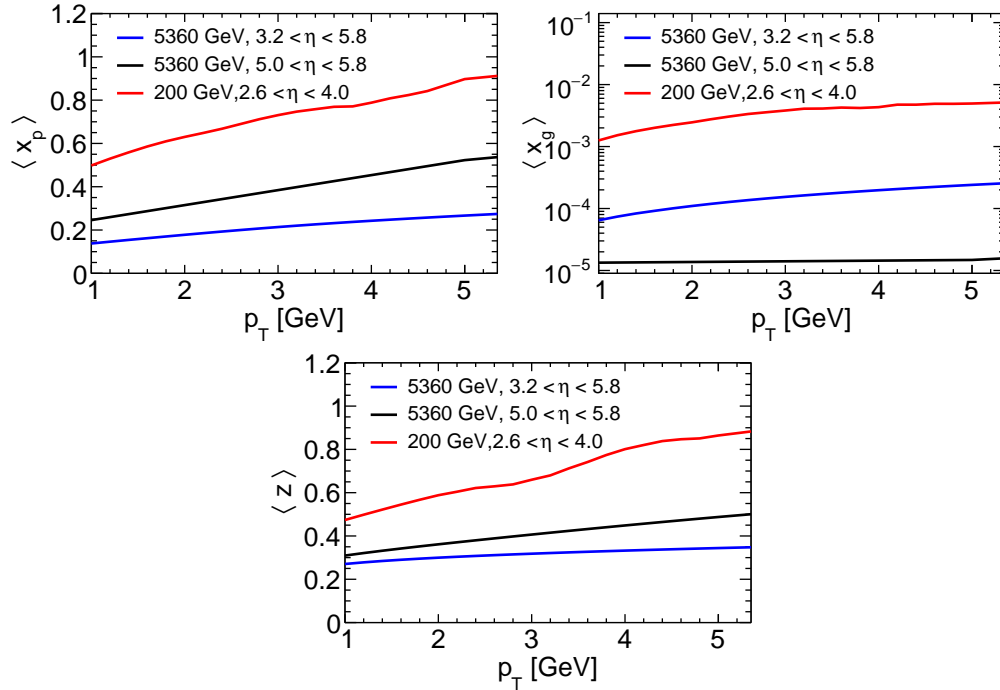 1.2
1
0.8
0.6
0.4
0.2
0
⟨ x_p ⟩
5360 GeV, 3.2 < η < 5.8
5360 GeV, 5.0 < η < 5.8
200 GeV,2.6 < η < 4.0
1 2 3 4 5
p_T [GeV]
10⁻¹
10⁻²
10⁻³
10⁻⁴
10⁻⁵
⟨ x_g ⟩
5360 GeV, 3.2 < η < 5.8
5360 GeV, 5.0 < η < 5.8
200 GeV,2.6 < η < 4.0
1 2 3 4 5
p_T [GeV]
1.2
1
0.8
0.6
0.4
0.2
0
⟨ z ⟩
5360 GeV, 3.2 < η < 5.8
5360 GeV, 5.0 < η < 5.8
200 GeV,2.6 < η < 4.0
1 2 3 4 5
p_T [GeV]